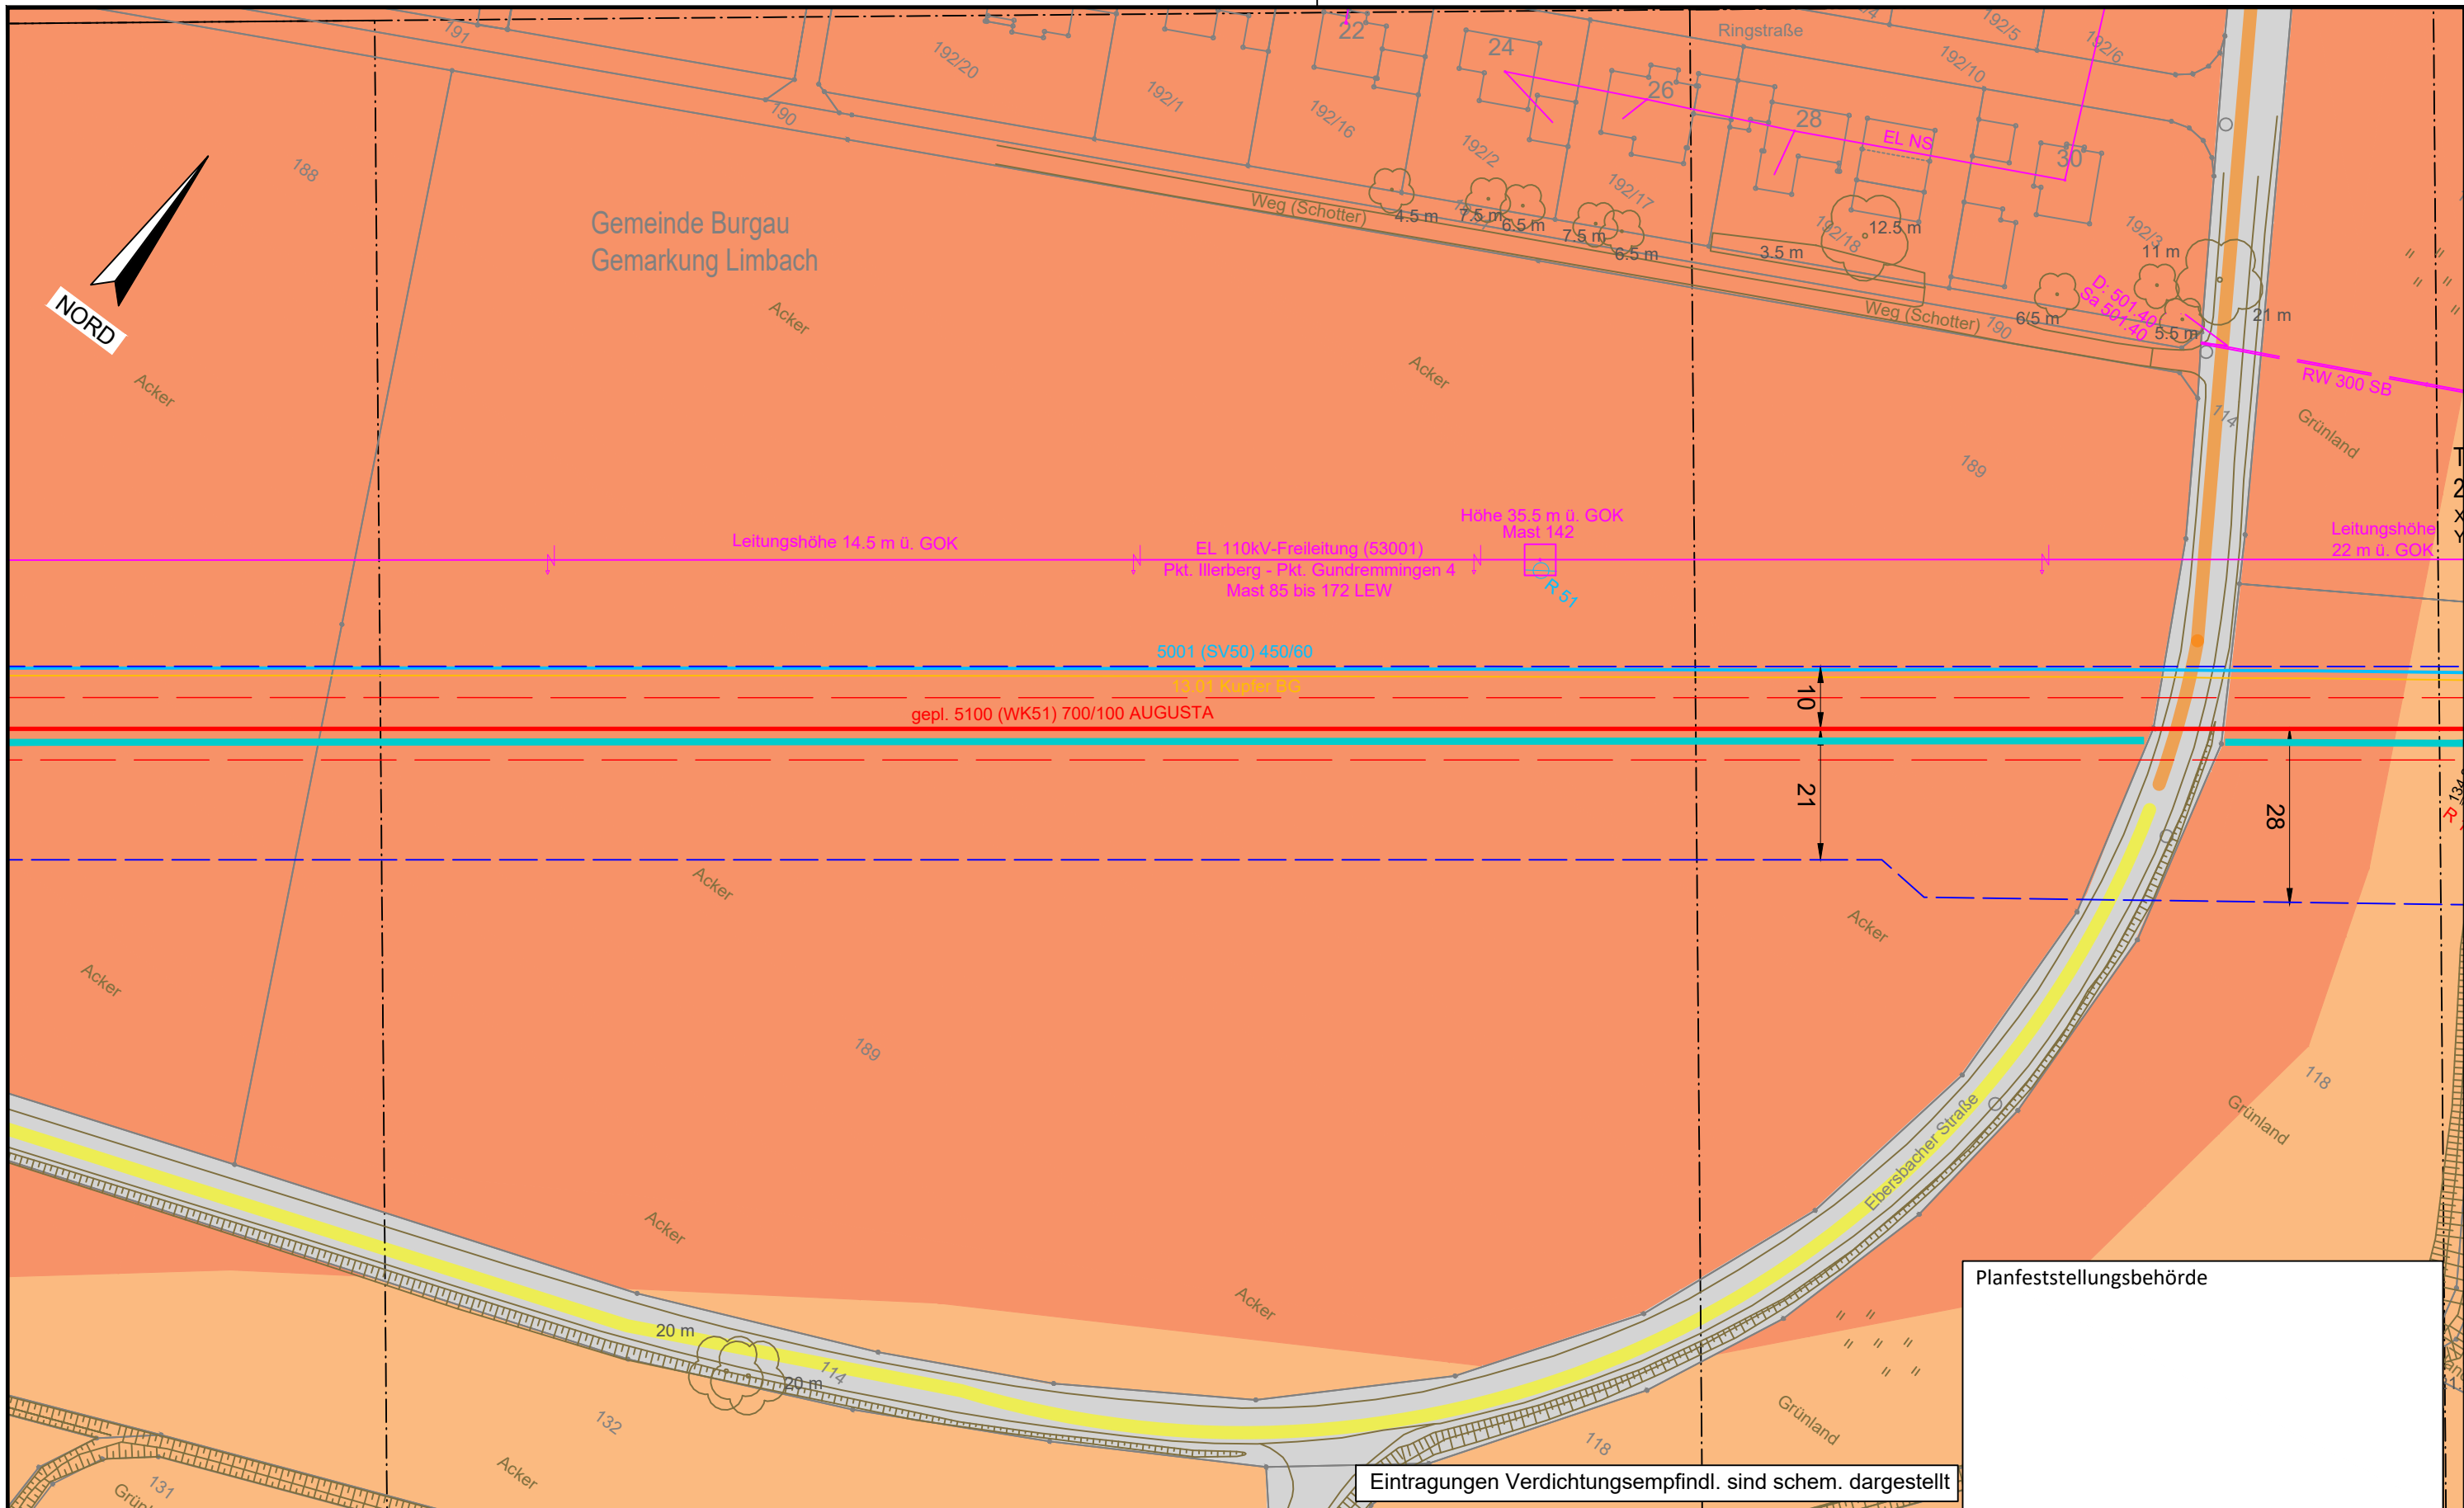 191
192/20
190
192/1
22
192/16
24
192/2
26
192/17
28
Ringstraße
192/10
192/5
192/6
EL NS
30
192/18
192/3
188
Gemeinde Burgau
Gemarkung Limbach
NORD
Acker
Acker
Acker
Weg (Schotter)
4.5 m
7.5 m
6.5 m
7.5 m
6.5 m
3.5 m
12.5 m
11 m
Weg (Schotter)
190
6.5 m
D: 501.40
Sa 501.40
5.5 m
21 m
RW 300 SB
114
Grünland
189
Leitungshöhe 14.5 m ü. GOK
EL 110kV-Freileitung (53001)
Pkt. Illerberg - Pkt. Gundremmingen 4
Mast 85 bis 172 LEW
Höhe 35.5 m ü. GOK
Mast 142
R 51
Leitungshöhe
22 m ü. GOK
5001 (SV50) 450/60
13.01 Kupfer BG
gepl. 5100 (WK51) 700/100 AUGUSTA
10
21
28
Acker
Acker
Acker
189
Acker
Acker
Ebersbacher Straße
118
Grünland
20 m
20 m
114
132
Acker
131
Grünland
118
Planfeststellungsbehörde
Eintragungen Verdichtungsempfindl. sind schem. dargestellt